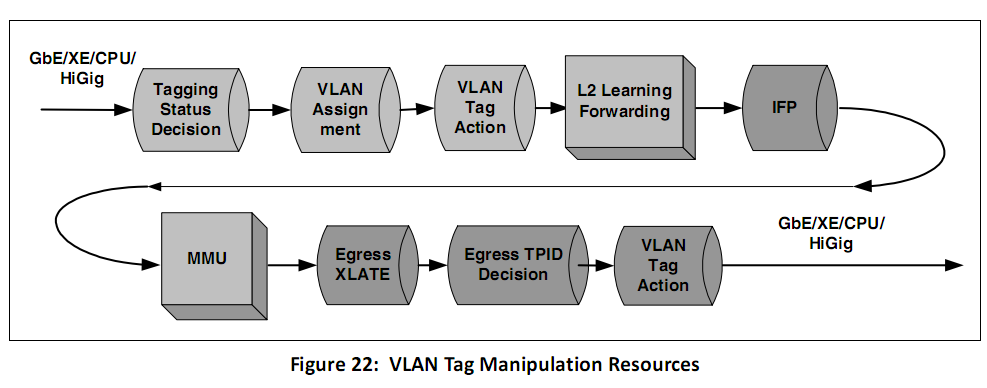 GbE/XE/CPU/
HiGig
Tagging
Status
Decision
VLAN
Assign
ment
VLAN
Tag
Action
L2 Learning
Forwarding
IFP
MMU
Egress
XLATE
Egress TPID
Decision
VLAN
Tag
Action
GbE/XE/CPU/
HiGig
Figure 22: VLAN Tag Manipulation Resources